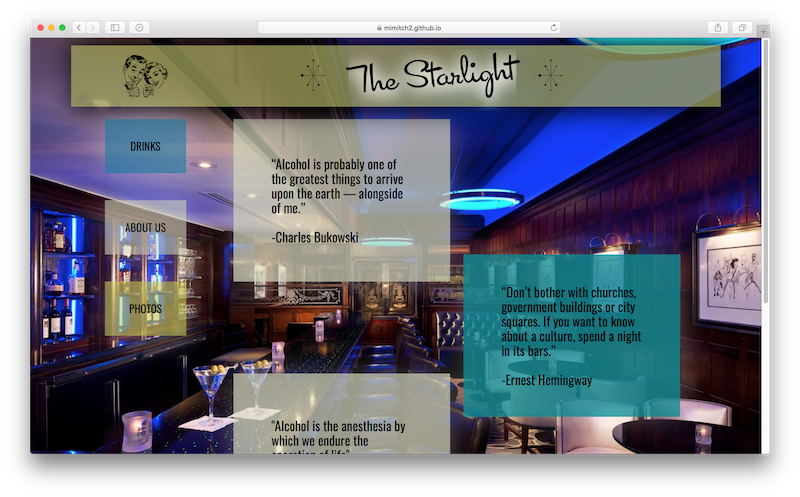 mimitch2.github.io
The Starlight
DRINKS
ABOUT US
PHOTOS
“Alcohol is probably one of
the greatest things to arrive
upon the earth — alongside
of me.”
-Charles Bukowski
“Don't bother with churches,
government buildings or city
squares. If you want to know
about a culture, spend a night
in its bars.”
-Ernest Hemingway
"Alcohol is the anesthesia by
which we endure the
operation of life"